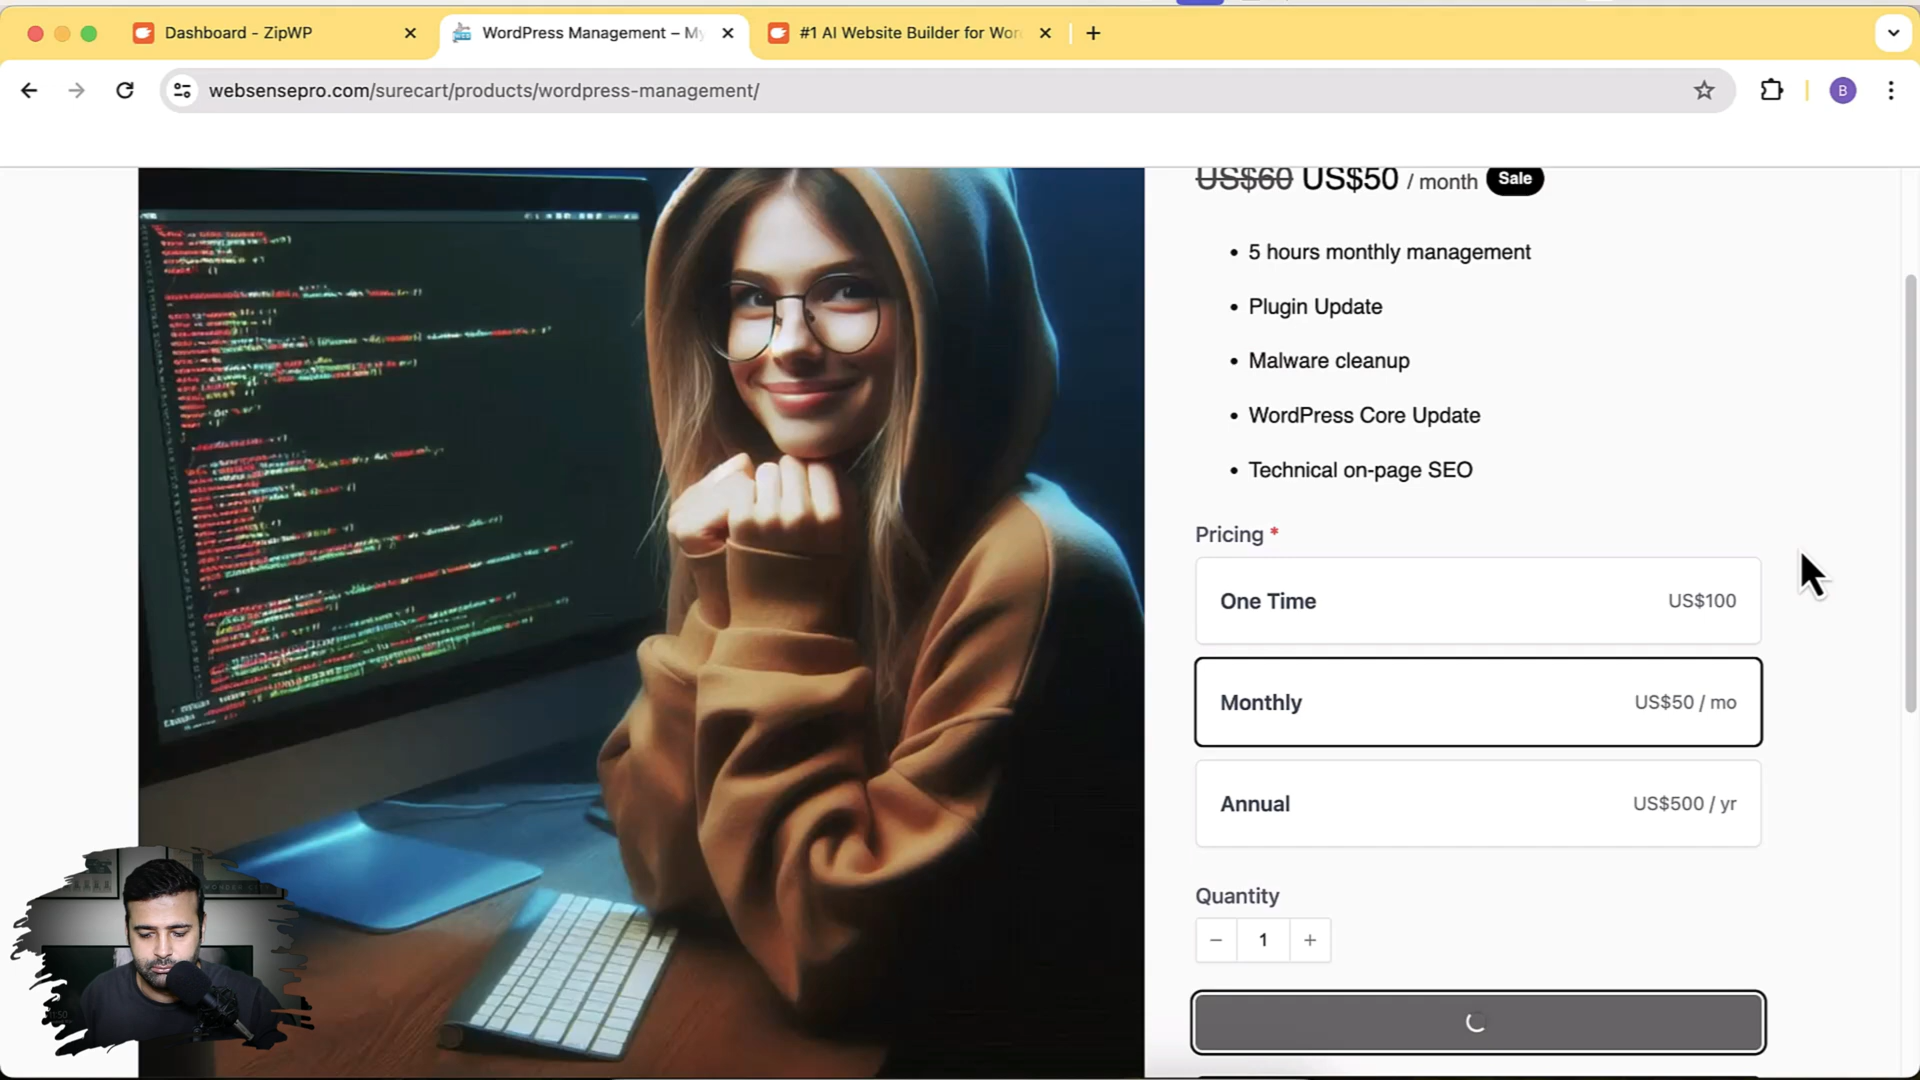 Dashboard - ZipWP
WordPress Management – My
#1 AI Website Builder for Wor
websensepro.com/surecart/products/wordpress-management/
B
US$60 US$50 / month Sale
5 hours monthly management
Plugin Update
Malware cleanup
WordPress Core Update
Technical on-page SEO
Pricing *
One Time US$100
Monthly US$50 / mo
Annual US$500 / yr
Quantity
− 1 +